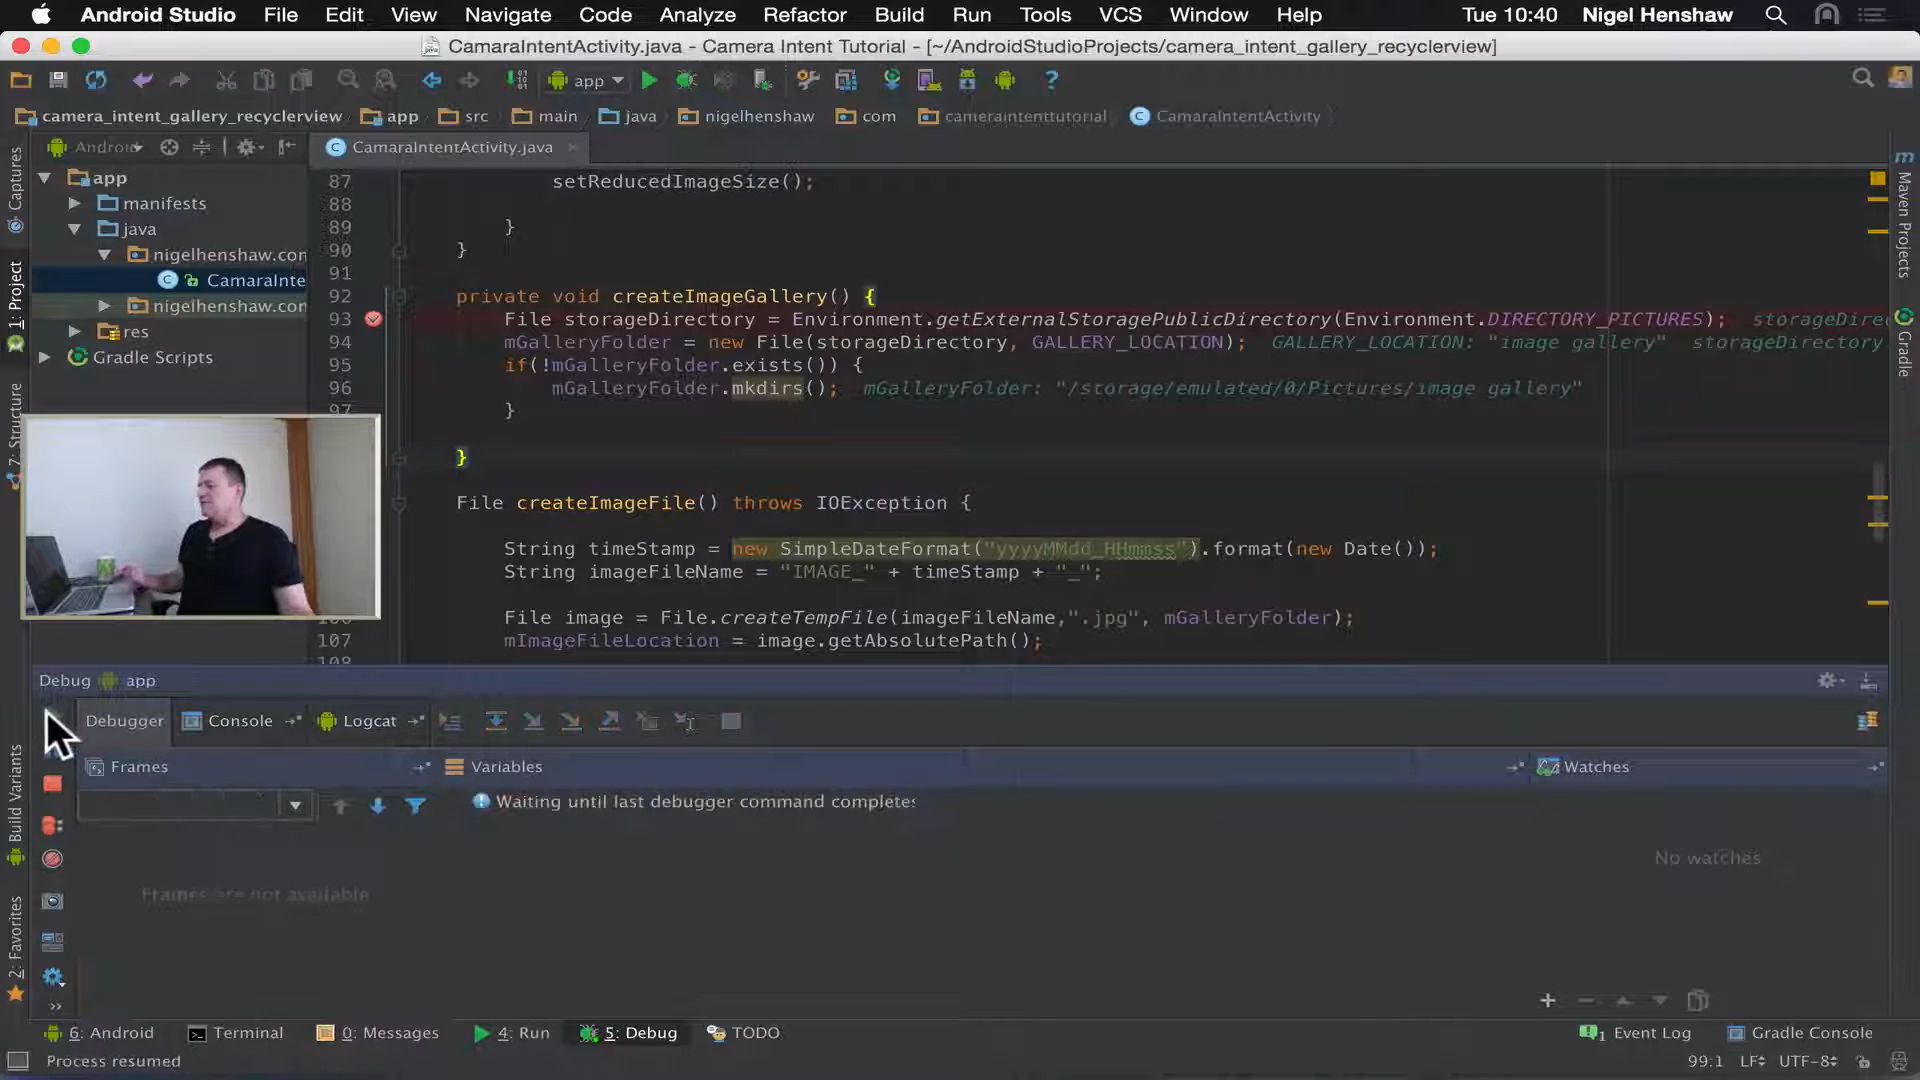 Android Studio File Edit View Navigate Code Analyze Refactor Build Run Tools VCS Window Help Tue 10:40 Nigel Henshaw
CamaraIntentActivity.java - Camera Intent Tutorial - [~/AndroidStudioProjects/camera_intent_gallery_recyclerview]
app
camera_intent_gallery_recyclerview app src main java nigelhenshaw com cameraintenttutorial CamaraIntentActivity
Android CamaraIntentActivity.java
app
manifests
java
nigelhenshaw.con
CamaraInte
nigelhenshaw.con
res
Gradle Scripts
87 setReducedImageSize();
88
89 }
90 }
91
92 private void createImageGallery() {
93 File storageDirectory = Environment.getExternalStoragePublicDirectory(Environment.DIRECTORY_PICTURES); storageDirec
94 mGalleryFolder = new File(storageDirectory, GALLERY_LOCATION); GALLERY_LOCATION: "image gallery" storageDirectory
95 if(!mGalleryFolder.exists()) {
96 mGalleryFolder.mkdirs(); mGalleryFolder: "/storage/emulated/0/Pictures/image gallery"
97 }
}
File createImageFile() throws IOException {
String timeStamp = new SimpleDateFormat("yyyyMMdd_HHmmss").format(new Date());
String imageFileName = "IMAGE_" + timeStamp + "_";
File image = File.createTempFile(imageFileName,".jpg", mGalleryFolder);
107 mImageFileLocation = image.getAbsolutePath();
108
Captures
1: Project
7: Structure
Build Variants
2: Favorites
Maven Projects
Gradle
Debug app
Debugger Console Logcat
Frames Variables Watches
Waiting until last debugger command completes
Frames are not available
No watches
6: Android Terminal 0: Messages 4: Run 5: Debug TODO 1 Event Log Gradle Console
Process resumed 99:1 LF UTF-8